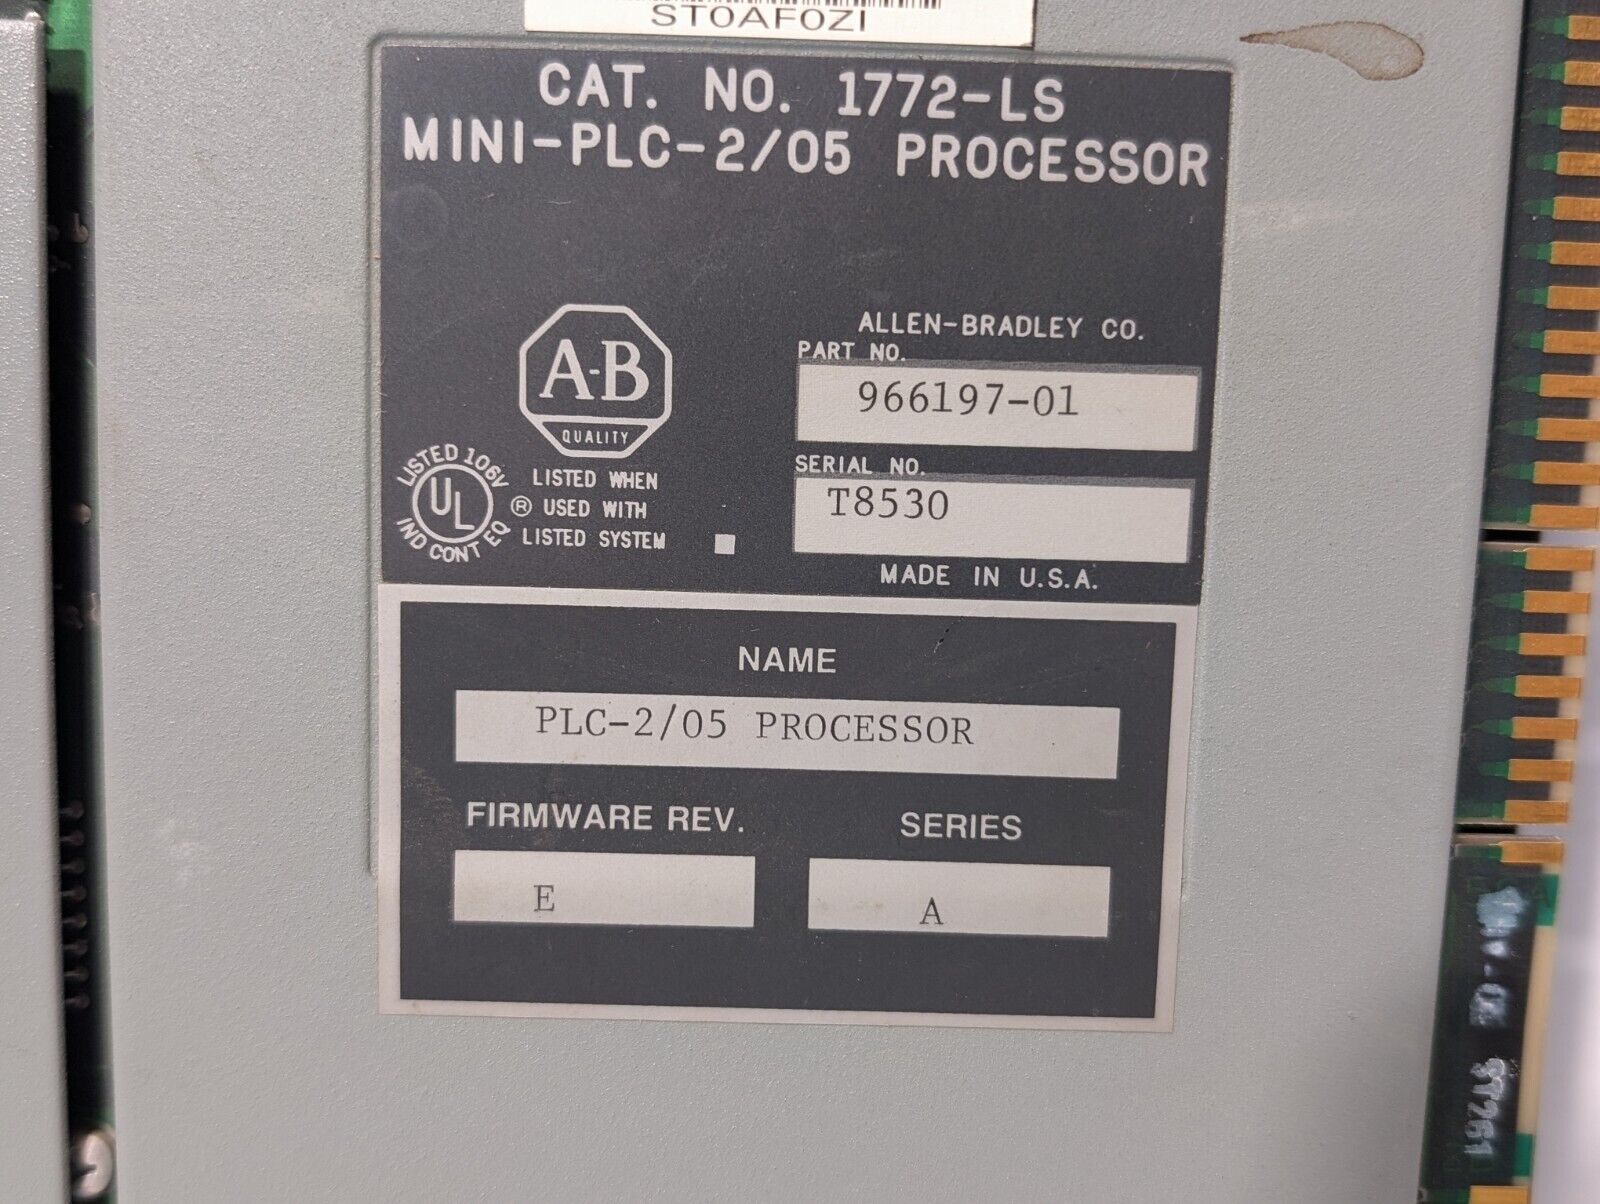 ST0AF0ZI
CAT. NO. 1772-LS
MINI-PLC-2/05 PROCESSOR
ALLEN-BRADLEY CO.
PART NO.
966197-01
A-B
QUALITY
SERIAL NO.
T8530
LISTED 106V
UL
IND CONT EQ
LISTED WHEN
® USED WITH
LISTED SYSTEM
MADE IN U.S.A.
NAME
PLC-2/05 PROCESSOR
FIRMWARE REV.
SERIES
E
A